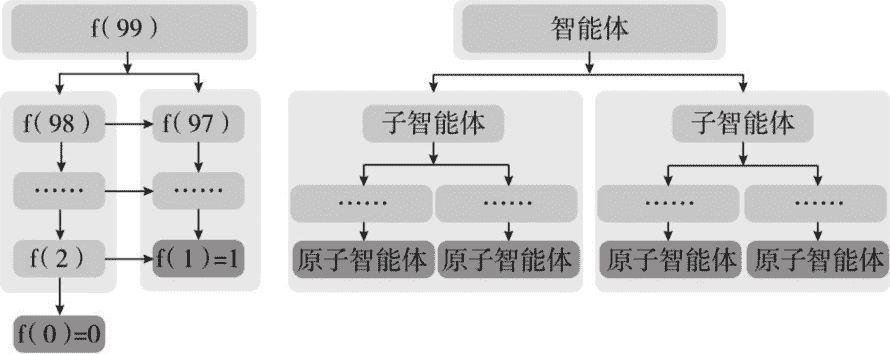 f(99)
f(98)
f(97)
……
……
f(2)
f(1)=1
f(0)=0
智能体
子智能体
子智能体
……
……
……
……
原子智能体
原子智能体
原子智能体
原子智能体